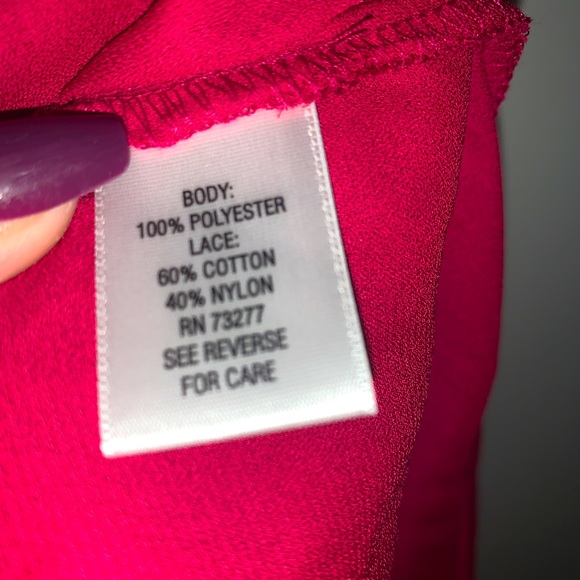 BODY:
100% POLYESTER
LACE:
60% COTTON
40% NYLON
RN 73277
SEE REVERSE
FOR CARE